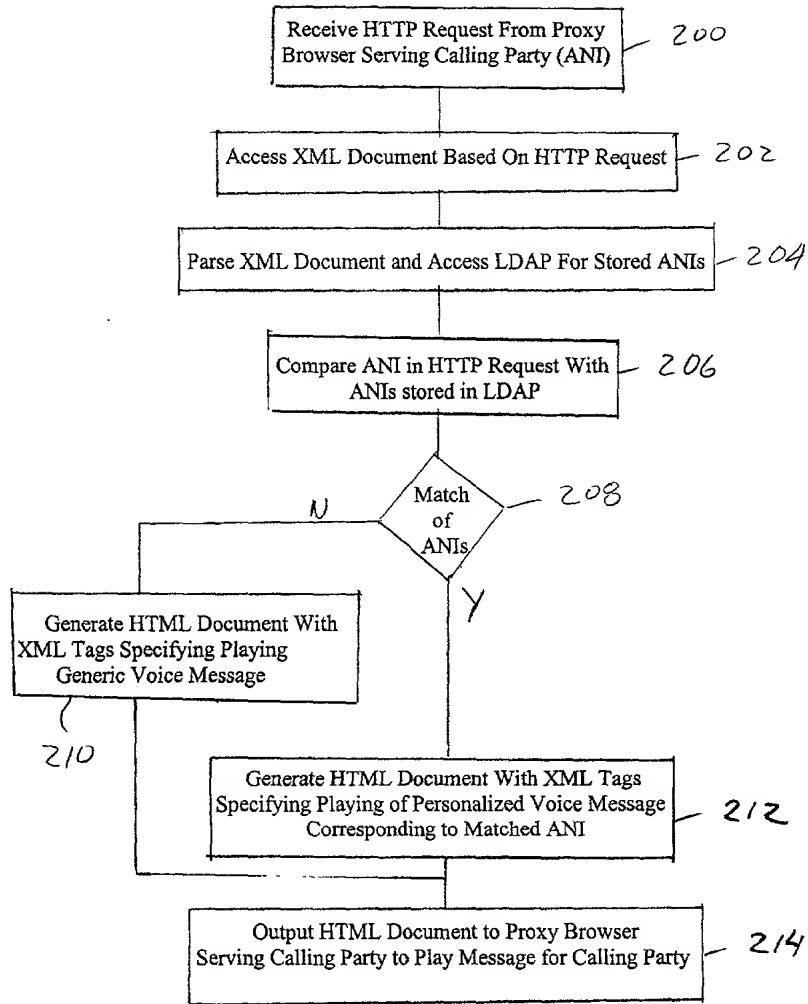 Receive HTTP Request From Proxy
Browser Serving Calling Party (ANI)
200
Access XML Document Based On HTTP Request
202
Parse XML Document and Access LDAP For Stored ANIs
204
Compare ANI in HTTP Request With
ANIs stored in LDAP
206
Match
of
ANIs
208
N
Y
Generate HTML Document With
XML Tags Specifying Playing
Generic Voice Message
210
Generate HTML Document With XML Tags
Specifying Playing of Personalized Voice Message
Corresponding to Matched ANI
212
Output HTML Document to Proxy Browser
Serving Calling Party to Play Message for Calling Party
214